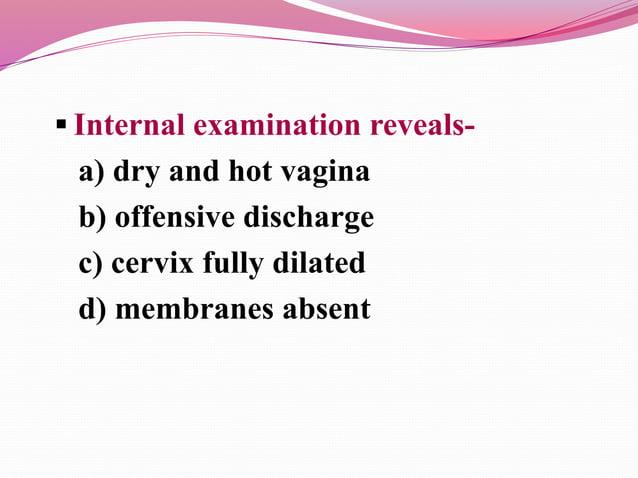 ▪ Internal examination reveals-
a) dry and hot vagina
b) offensive discharge
c) cervix fully dilated
d) membranes absent